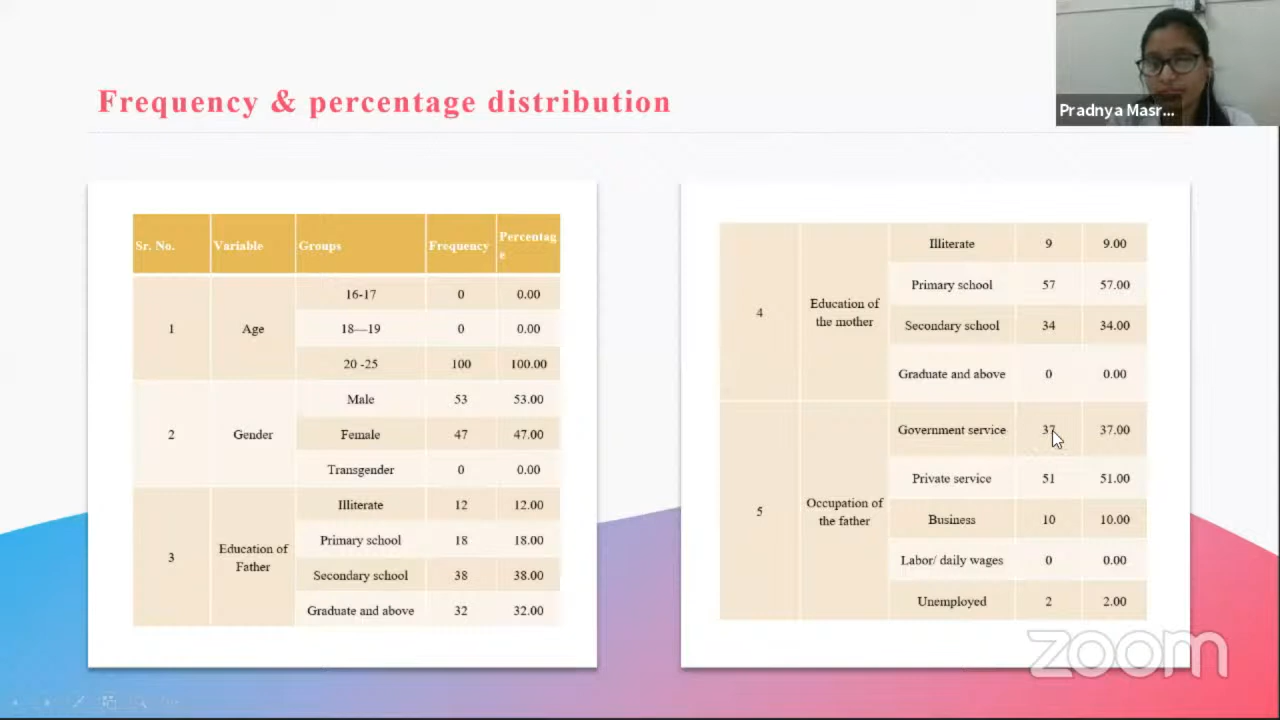 Frequency & percentage distribution
Pradnya Masr...
Sr. No. Variable Groups Frequency Percentag
e
1 Age 16-17 0 0.00
18—19 0 0.00
20 -25 100 100.00
2 Gender Male 53 53.00
Female 47 47.00
Transgender 0 0.00
3 Education of Father Illiterate 12 12.00
Primary school 18 18.00
Secondary school 38 38.00
Graduate and above 32 32.00
4 Education of the mother Illiterate 9 9.00
Primary school 57 57.00
Secondary school 34 34.00
Graduate and above 0 0.00
5 Occupation of the father Government service 37 37.00
Private service 51 51.00
Business 10 10.00
Labor/ daily wages 0 0.00
Unemployed 2 2.00
zoom